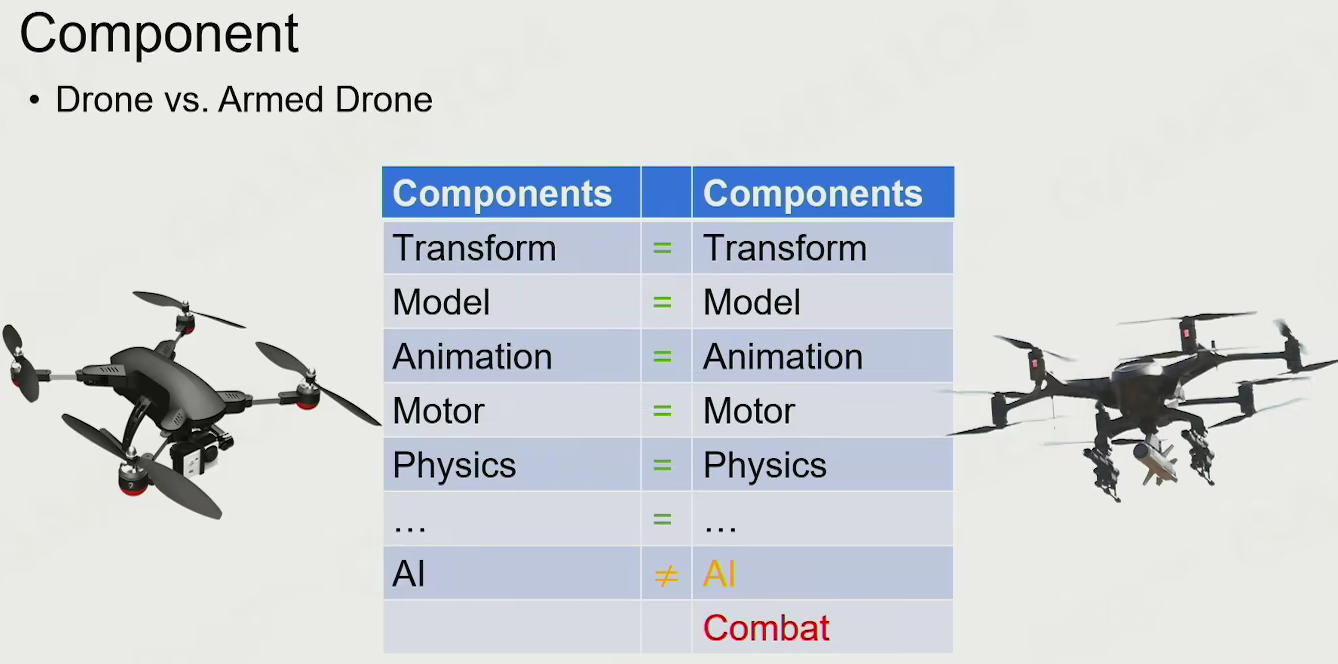 Component
• Drone vs. Armed Drone
Components Components
Transform = Transform
Model = Model
Animation = Animation
Motor = Motor
Physics = Physics
... = ...
AI ≠ AI
Combat